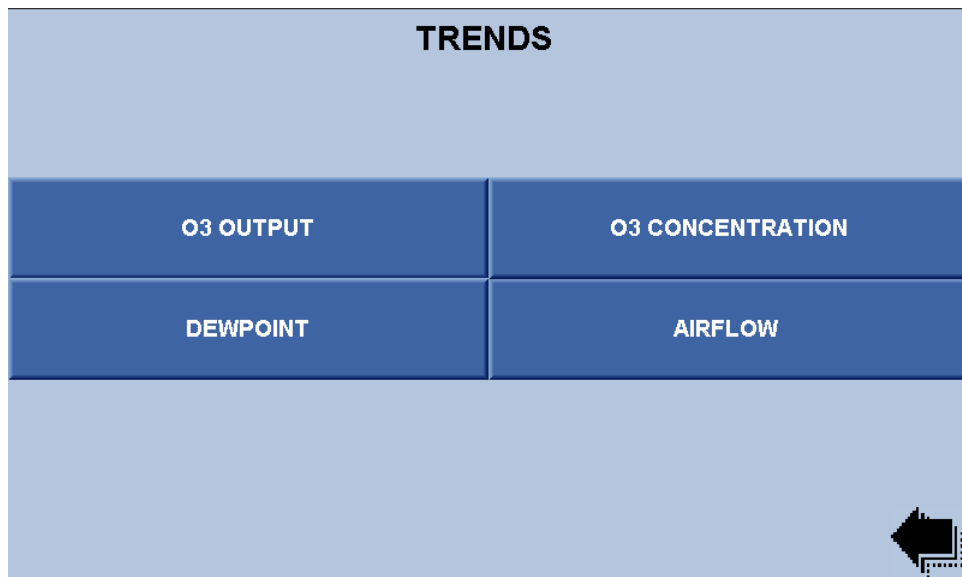 TRENDS
O3 OUTPUT
O3 CONCENTRATION
DEWPOINT
AIRFLOW